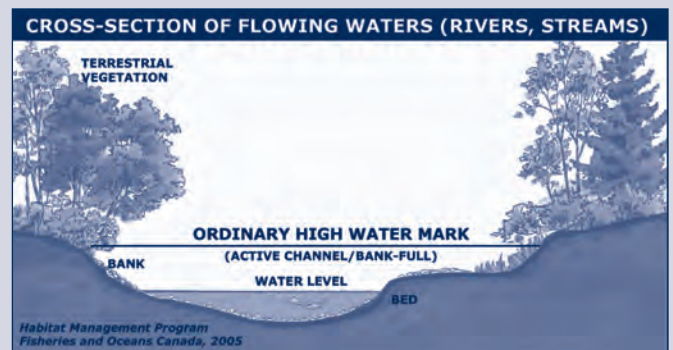 CROSS-SECTION OF FLOWING WATERS (RIVERS, STREAMS)
TERRESTRIAL
VEGETATION
ORDINARY HIGH WATER MARK
(ACTIVE CHANNEL/BANK-FULL)
BANK
WATER LEVEL
BED
Habitat Management Program
Fisheries and Oceans Canada, 2005